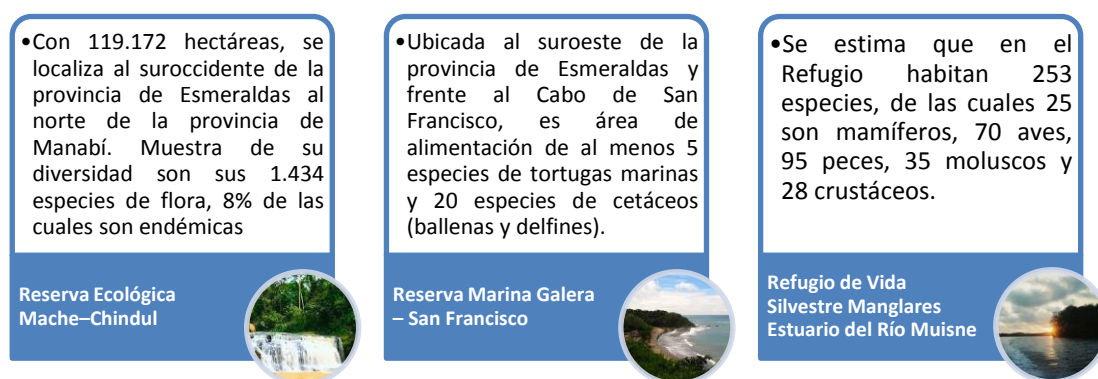 •Con 119.172 hectáreas, se
localiza al suroccidente de la
provincia de Esmeraldas al
norte de la provincia de
Manabí. Muestra de su
diversidad son sus 1.434
especies de flora, 8% de las
cuales son endémicas
Reserva Ecológica
Mache–Chindul
•Ubicada al suroeste de la
provincia de Esmeraldas y
frente al Cabo de San
Francisco, es área de
alimentación de al menos 5
especies de tortugas marinas
y 20 especies de cetáceos
(ballenas y delfines).
Reserva Marina Galera
– San Francisco
•Se estima que en el
Refugio habitan 253
especies, de las cuales 25
son mamíferos, 70 aves,
95 peces, 35 moluscos y
28 crustáceos.
Refugio de Vida
Silvestre Manglares
Estuario del Río Muisne